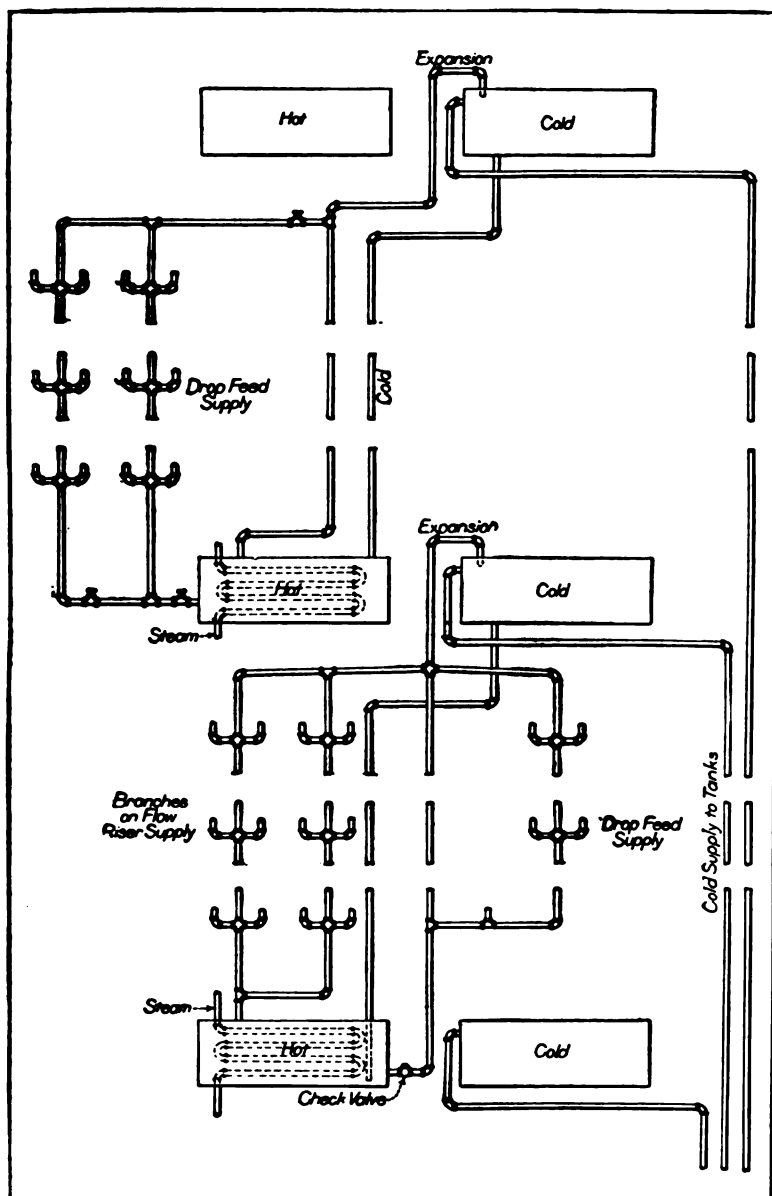 Expansion
Hot
Cold
Drop Feed
Supply
Cold
Expansion
Hot
Cold
Steam
Branches
on Flow
Riser Supply
Drop Feed
Supply
Cold Supply to Tanks
Steam
Hot
Cold
Check Valve